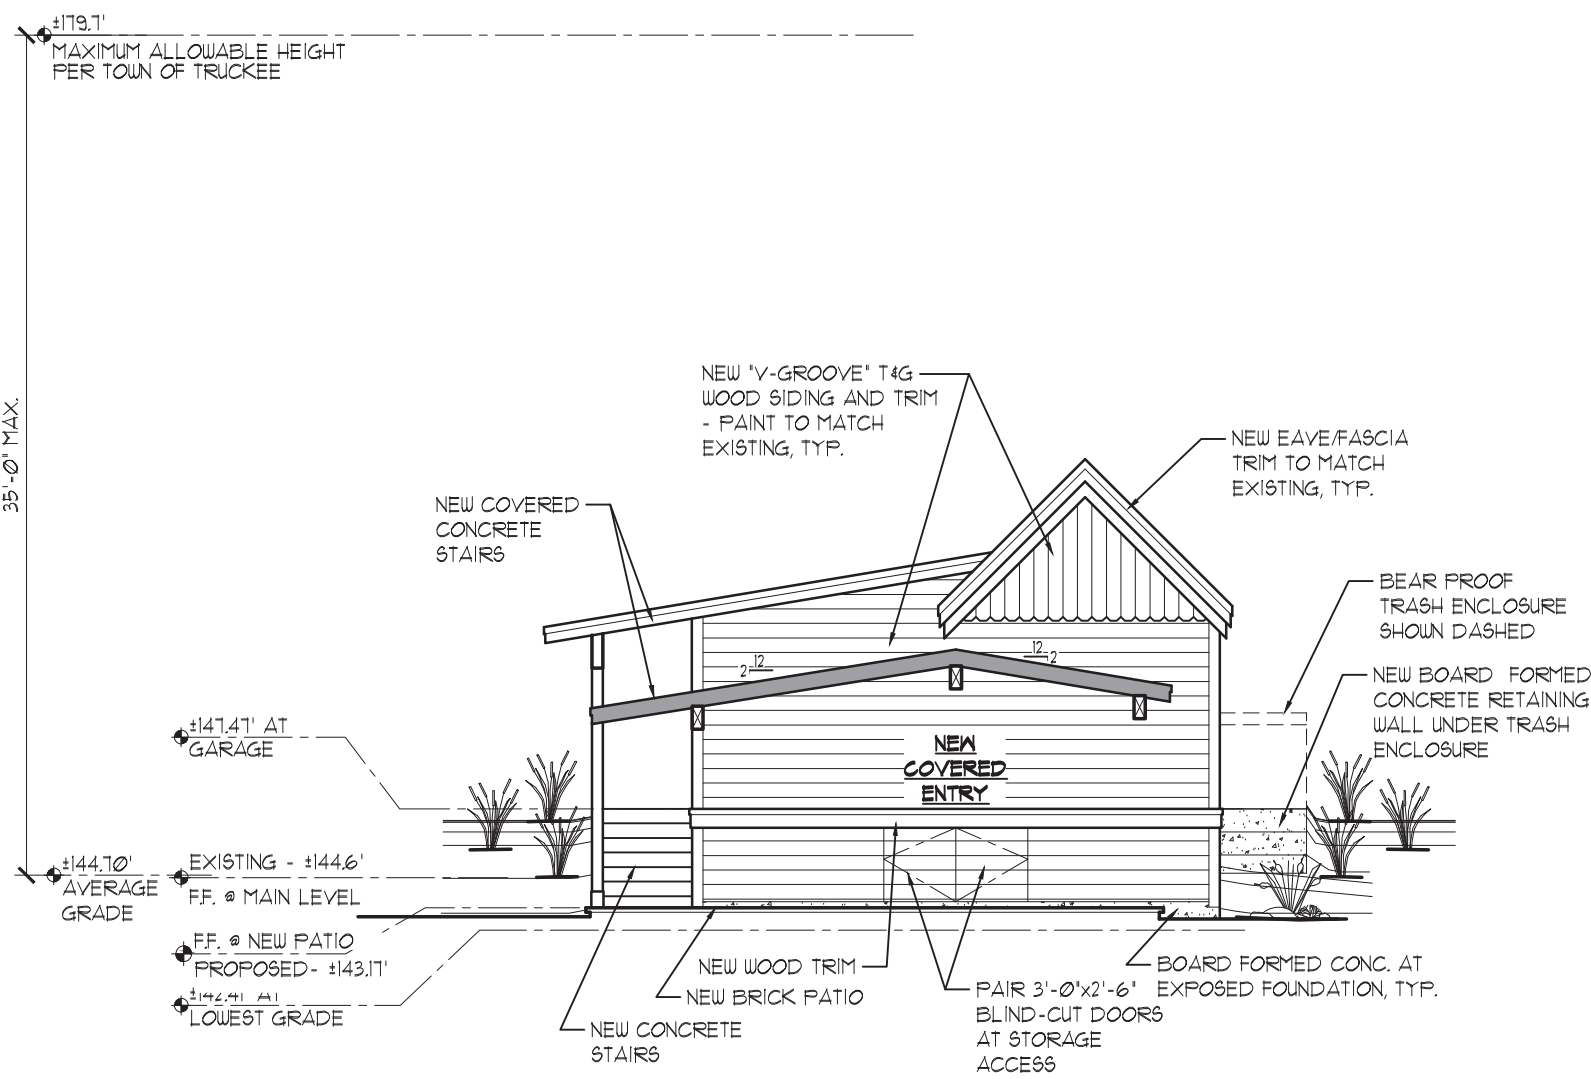 ±179.7'
MAXIMUM ALLOWABLE HEIGHT
PER TOWN OF TRUCKEE
35'-0" MAX.
NEW "V-GROOVE" T&G
WOOD SIDING AND TRIM
- PAINT TO MATCH
EXISTING, TYP.
NEW EAVE/FASCIA
TRIM TO MATCH
EXISTING, TYP.
NEW COVERED
CONCRETE
STAIRS
BEAR PROOF
TRASH ENCLOSURE
SHOWN DASHED
NEW BOARD FORMED
CONCRETE RETAINING
WALL UNDER TRASH
ENCLOSURE
12
2
12
2
±147.47' AT
GARAGE
NEW
COVERED
ENTRY
±144.70'
AVERAGE
GRADE
EXISTING - ±144.6'
F.F. @ MAIN LEVEL
F.F. @ NEW PATIO
PROPOSED- ±143.17'
±142.41' AT
LOWEST GRADE
NEW WOOD TRIM
NEW BRICK PATIO
NEW CONCRETE
STAIRS
PAIR 3'-0"x2'-6"
BLIND-CUT DOORS
AT STORAGE
ACCESS
BOARD FORMED CONC. AT
EXPOSED FOUNDATION, TYP.